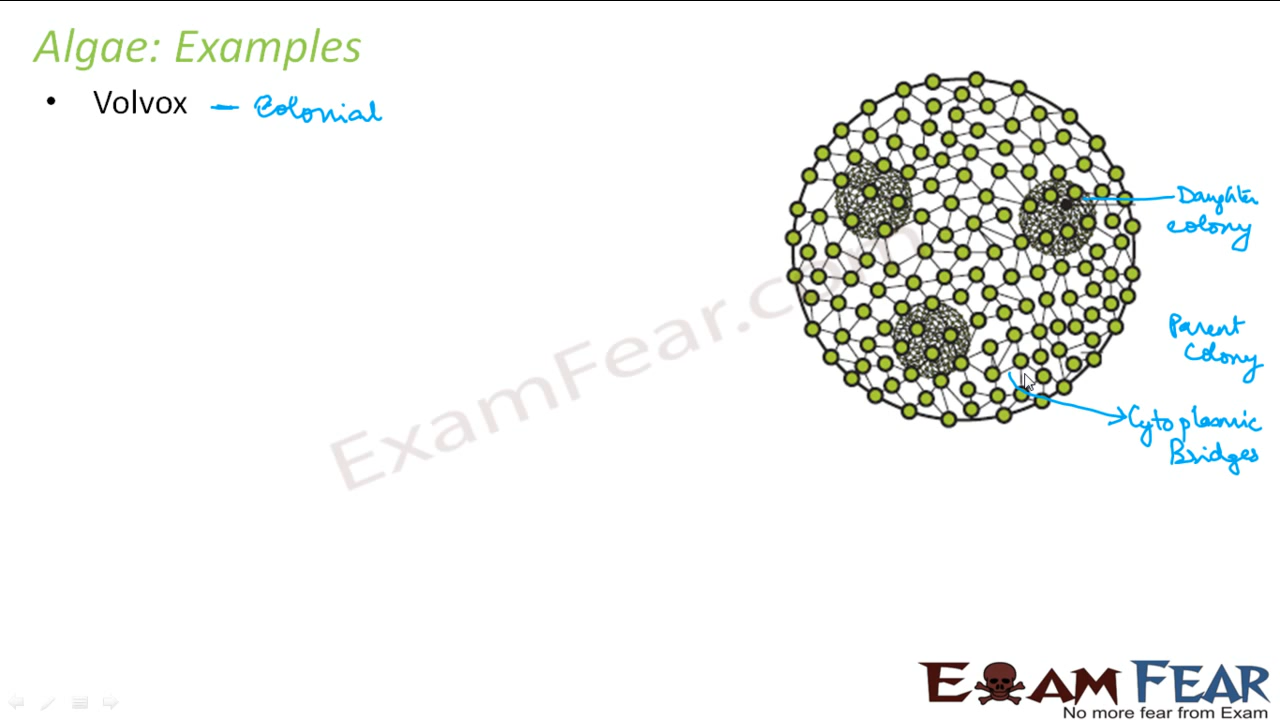 Algae: Examples
• Volvox – Colonial
Daughter
colony
Parent
Colony
Cytoplasmic
Bridges
ExamFear.com
EXAM FEAR
No more fear from Exam